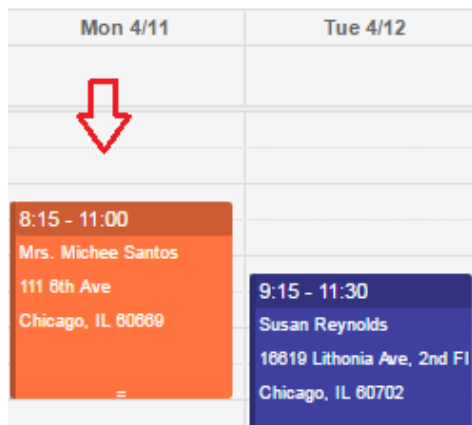 Mon 4/11
Tue 4/12
8:15 - 11:00
Mrs. Michee Santos
111 6th Ave
Chicago, IL 60669
9:15 - 11:30
Susan Reynolds
16619 Lithonia Ave, 2nd Fl
Chicago, IL 60702